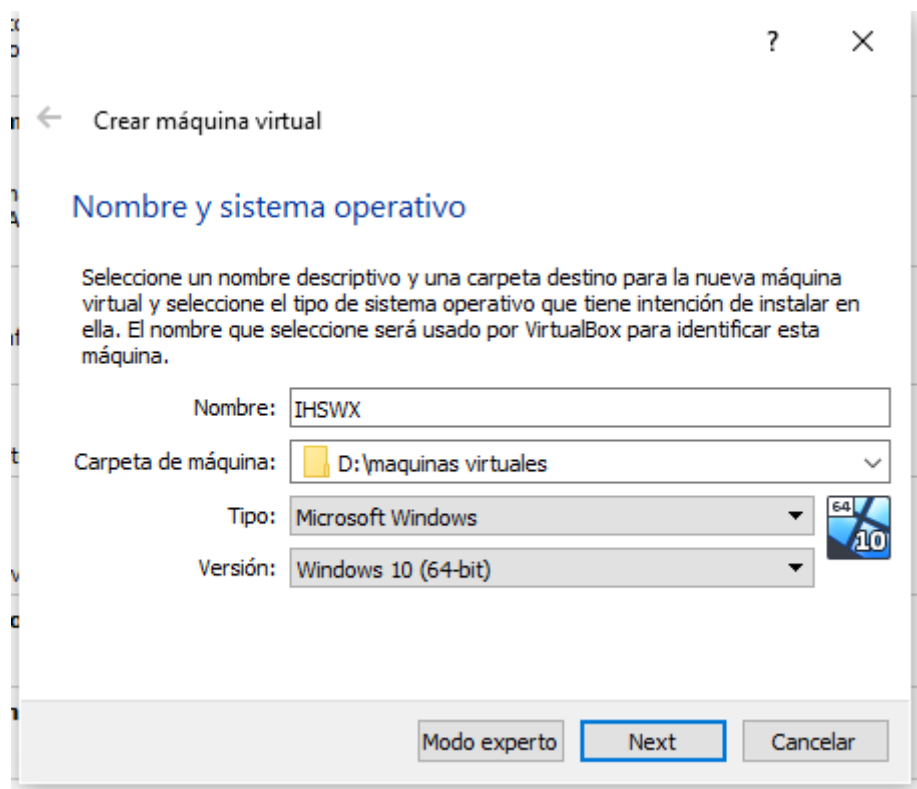 ?
Crear máquina virtual
Nombre y sistema operativo
Seleccione un nombre descriptivo y una carpeta destino para la nueva máquina
virtual y seleccione el tipo de sistema operativo que tiene intención de instalar en
ella. El nombre que seleccione será usado por VirtualBox para identificar esta
máquina.
Nombre: IHSWX
Carpeta de máquina: D:\maquinas virtuales
Tipo: Microsoft Windows
64
10
Versión: Windows 10 (64-bit)
Modo experto Next Cancelar